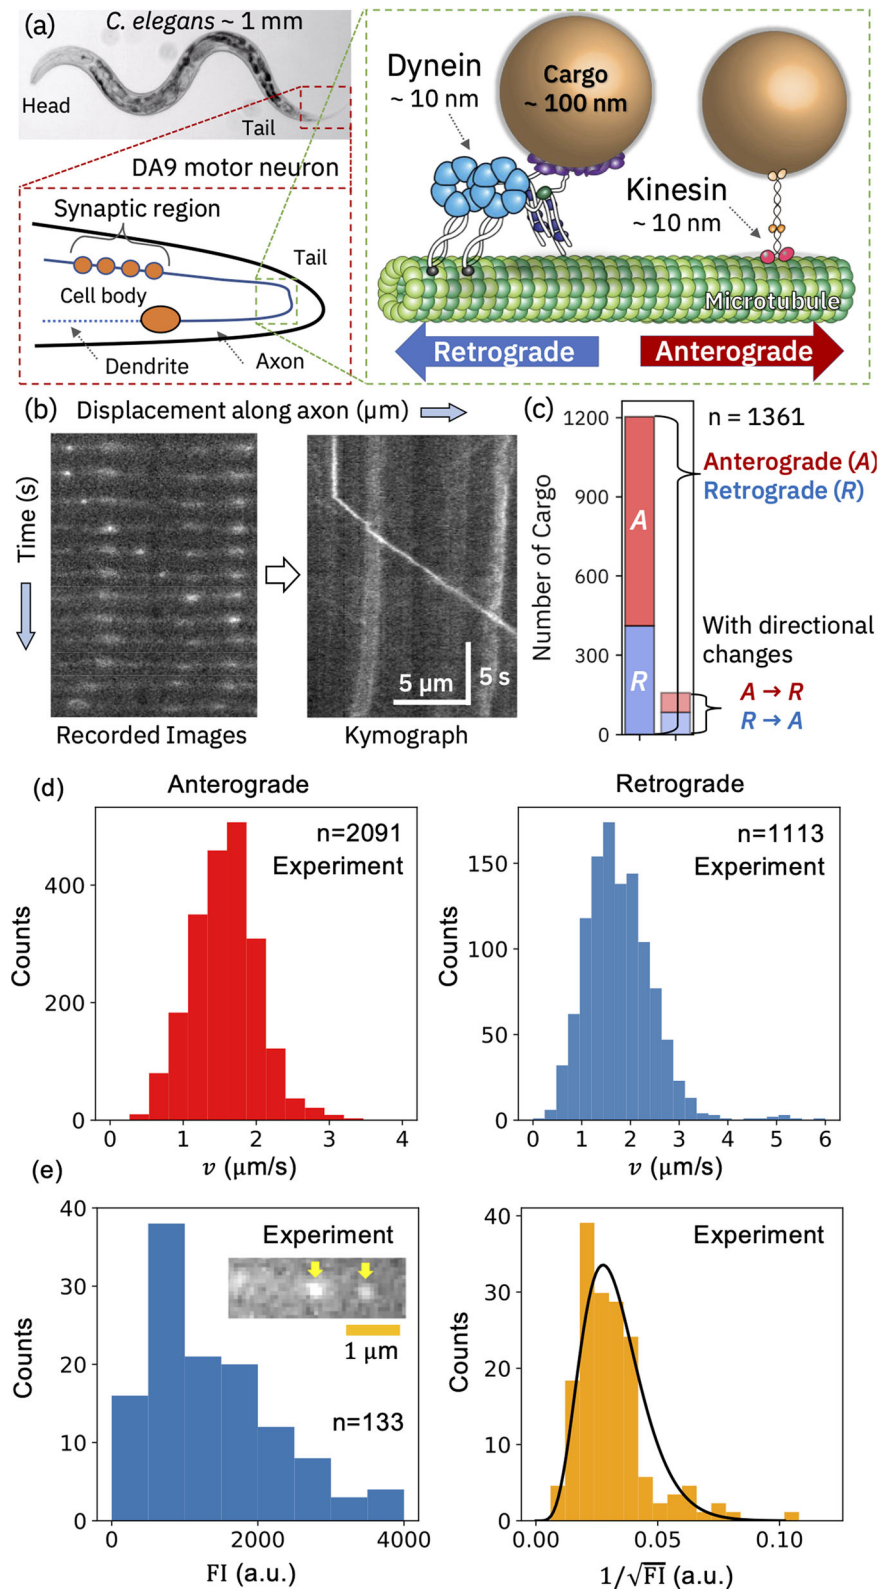 (a)
C. elegans ~ 1 mm
Head
Tail
DA9 motor neuron
Synaptic region
Tail
Cell body
Dendrite
Axon
Dynein
~ 10 nm
Cargo
~ 100 nm
Kinesin
~ 10 nm
Microtubule
Retrograde
Anterograde
(b)
Displacement along axon (μm)
Time (s)
5 μm
5 s
Recorded Images
Kymograph
(c)
Number of Cargo
1200
900
600
300
0
A
R
n = 1361
Anterograde (A)
Retrograde (R)
With directional
changes
A → R
R → A
(d)
Anterograde
n=2091
Experiment
Counts
400
200
0
0 1 2 3 4
v (μm/s)
Retrograde
n=1113
Experiment
Counts
150
100
50
0
0 1 2 3 4 5 6
v (μm/s)
(e)
Experiment
1 μm
n=133
Counts
40
30
20
10
0
0 2000 4000
FI (a.u.)
Experiment
Counts
40
30
20
10
0
0.00 0.05 0.10
1/√FI (a.u.)